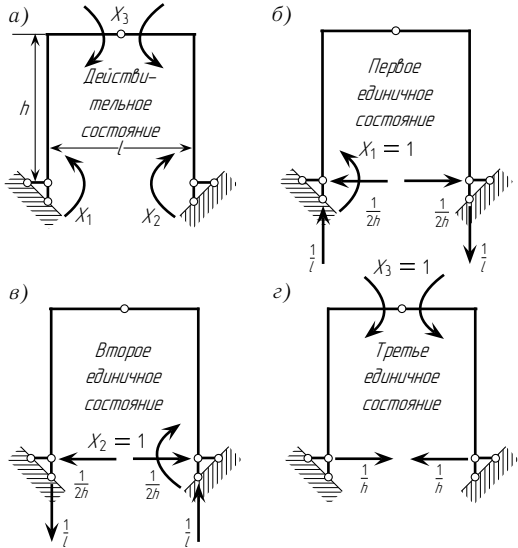 а)
X₃
Действи-
тельное
состояние
h
l
X₁
X₂
б)
Первое
единичное
состояние
X₁ = 1
1/2h
1/2h
1/l
1/l
в)
Второе
единичное
состояние
X₂ = 1
1/2h
1/2h
1/l
1/l
г)
X₃ = 1
Третье
единичное
состояние
1/h
1/h